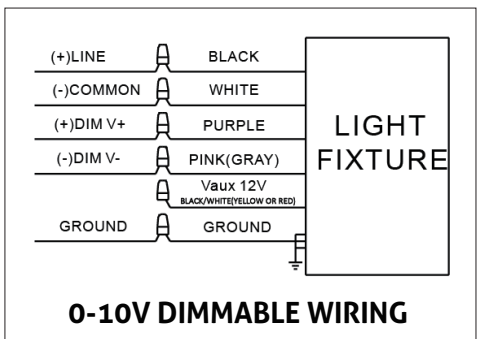 (+)LINE BLACK
(-)COMMON WHITE
(+)DIM V+ PURPLE
(-)DIM V- PINK(GRAY)
Vaux 12V
BLACK/WHITE(YELLOW OR RED)
GROUND GROUND
LIGHT
FIXTURE
0-10V DIMMABLE WIRING